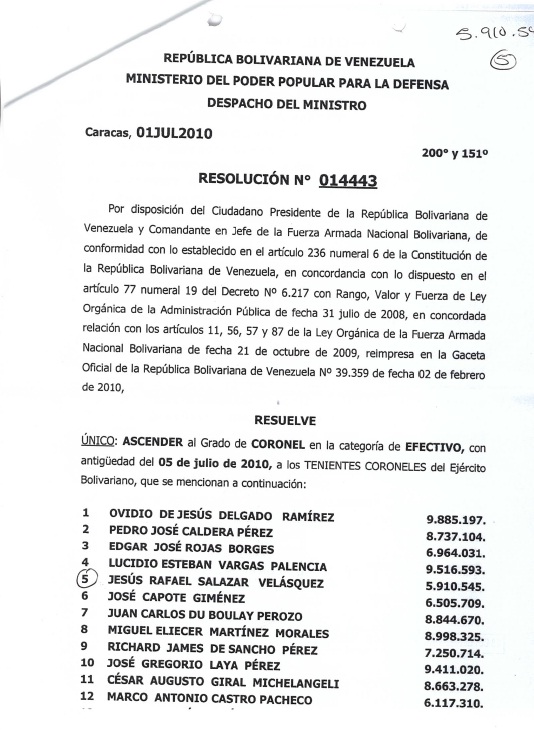 5.910.54
5
REPÚBLICA BOLIVARIANA DE VENEZUELA
MINISTERIO DEL PODER POPULAR PARA LA DEFENSA
DESPACHO DEL MINISTRO
Caracas, 01JUL2010
200° y 151º
RESOLUCIÓN N° 014443
Por disposición del Ciudadano Presidente de la República Bolivariana de
Venezuela y Comandante en Jefe de la Fuerza Armada Nacional Bolivariana, de
conformidad con lo establecido en el artículo 236 numeral 6 de la Constitución de
la República Bolivariana de Venezuela, en concordancia con lo dispuesto en el
artículo 77 numeral 19 del Decreto Nº 6.217 con Rango, Valor y Fuerza de Ley
Orgánica de la Administración Pública de fecha 31 julio de 2008, en concordada
relación con los artículos 11, 56, 57 y 87 de la Ley Orgánica de la Fuerza Armada
Nacional Bolivariana de fecha 21 de octubre de 2009, reimpresa en la Gaceta
Oficial de la República Bolivariana de Venezuela Nº 39.359 de fecha 02 de febrero
de 2010,
RESUELVE
ÚNICO: ASCENDER al Grado de CORONEL en la categoría de EFECTIVO, con
antigüedad del 05 de julio de 2010, a los TENIENTES CORONELES del Ejército
Bolivariano, que se mencionan a continuación:
1 OVIDIO DE JESÚS DELGADO RAMÍREZ 9.885.197.
2 PEDRO JOSÉ CALDERA PÉREZ 8.737.104.
3 EDGAR JOSÉ ROJAS BORGES 6.964.031.
4 LUCIDIO ESTEBAN VARGAS PALENCIA 9.516.593.
5 JESÚS RAFAEL SALAZAR VELÁSQUEZ 5.910.545.
6 JOSÉ CAPOTE GIMÉNEZ 6.505.709.
7 JUAN CARLOS DU BOULAY PEROZO 8.844.670.
8 MIGUEL ELIECER MARTÍNEZ MORALES 8.998.325.
9 RICHARD JAMES DE SANCHO PÉREZ 7.250.714.
10 JOSÉ GREGORIO LAYA PÉREZ 9.411.020.
11 CÉSAR AUGUSTO GIRAL MICHELANGELI 8.663.278.
12 MARCO ANTONIO CASTRO PACHECO 6.117.310.